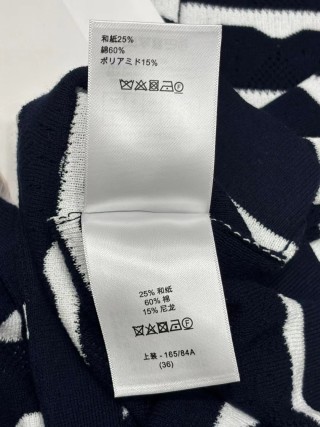 和紙25%
綿60%
ポリアミド15%
25% 和纸
60% 棉
15% 尼龙
上装 - 165/84A
(36)